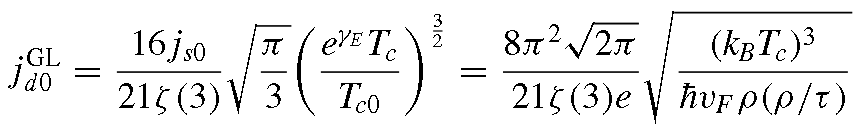 $j_{d0}^{\mathrm{GL}} = \frac{16 j_{s0}}{21\zeta(3)} \sqrt{\frac{\pi}{3}} \left( \frac{e^{\gamma_E} T_c}{T_{c0}} \right)^{\frac{3}{2}} = \frac{8\pi^2 \sqrt{2\pi}}{21\zeta(3)e} \sqrt{\frac{(k_B T_c)^3}{\hbar v_F \rho(\rho/\tau)}}$